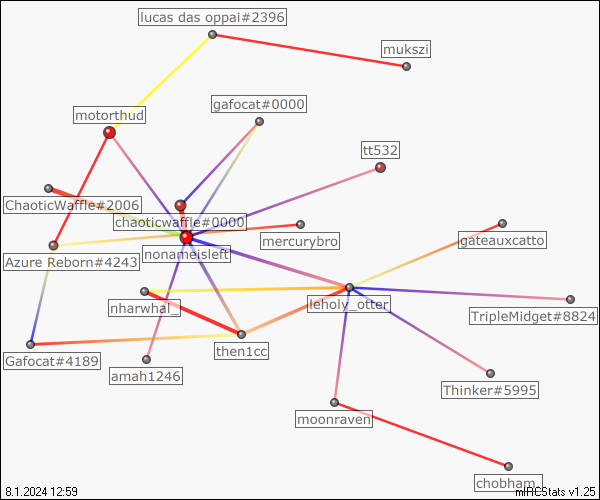 lucas das oppai#2396
mukszi
gafocat#0000
motorthud
tt532
ChaoticWaffle#2006
chaoticwaffle#0000
mercurybro
gateauxcatto
nonameisleft
Azure Reborn#4243
nharwhal_
leholy_otter
TripleMidget#8824
then1cc
Gafocat#4189
amah1246
Thinker#5995
moonraven
chobham_
8.1.2024 12:59
mIRCStats v1.25